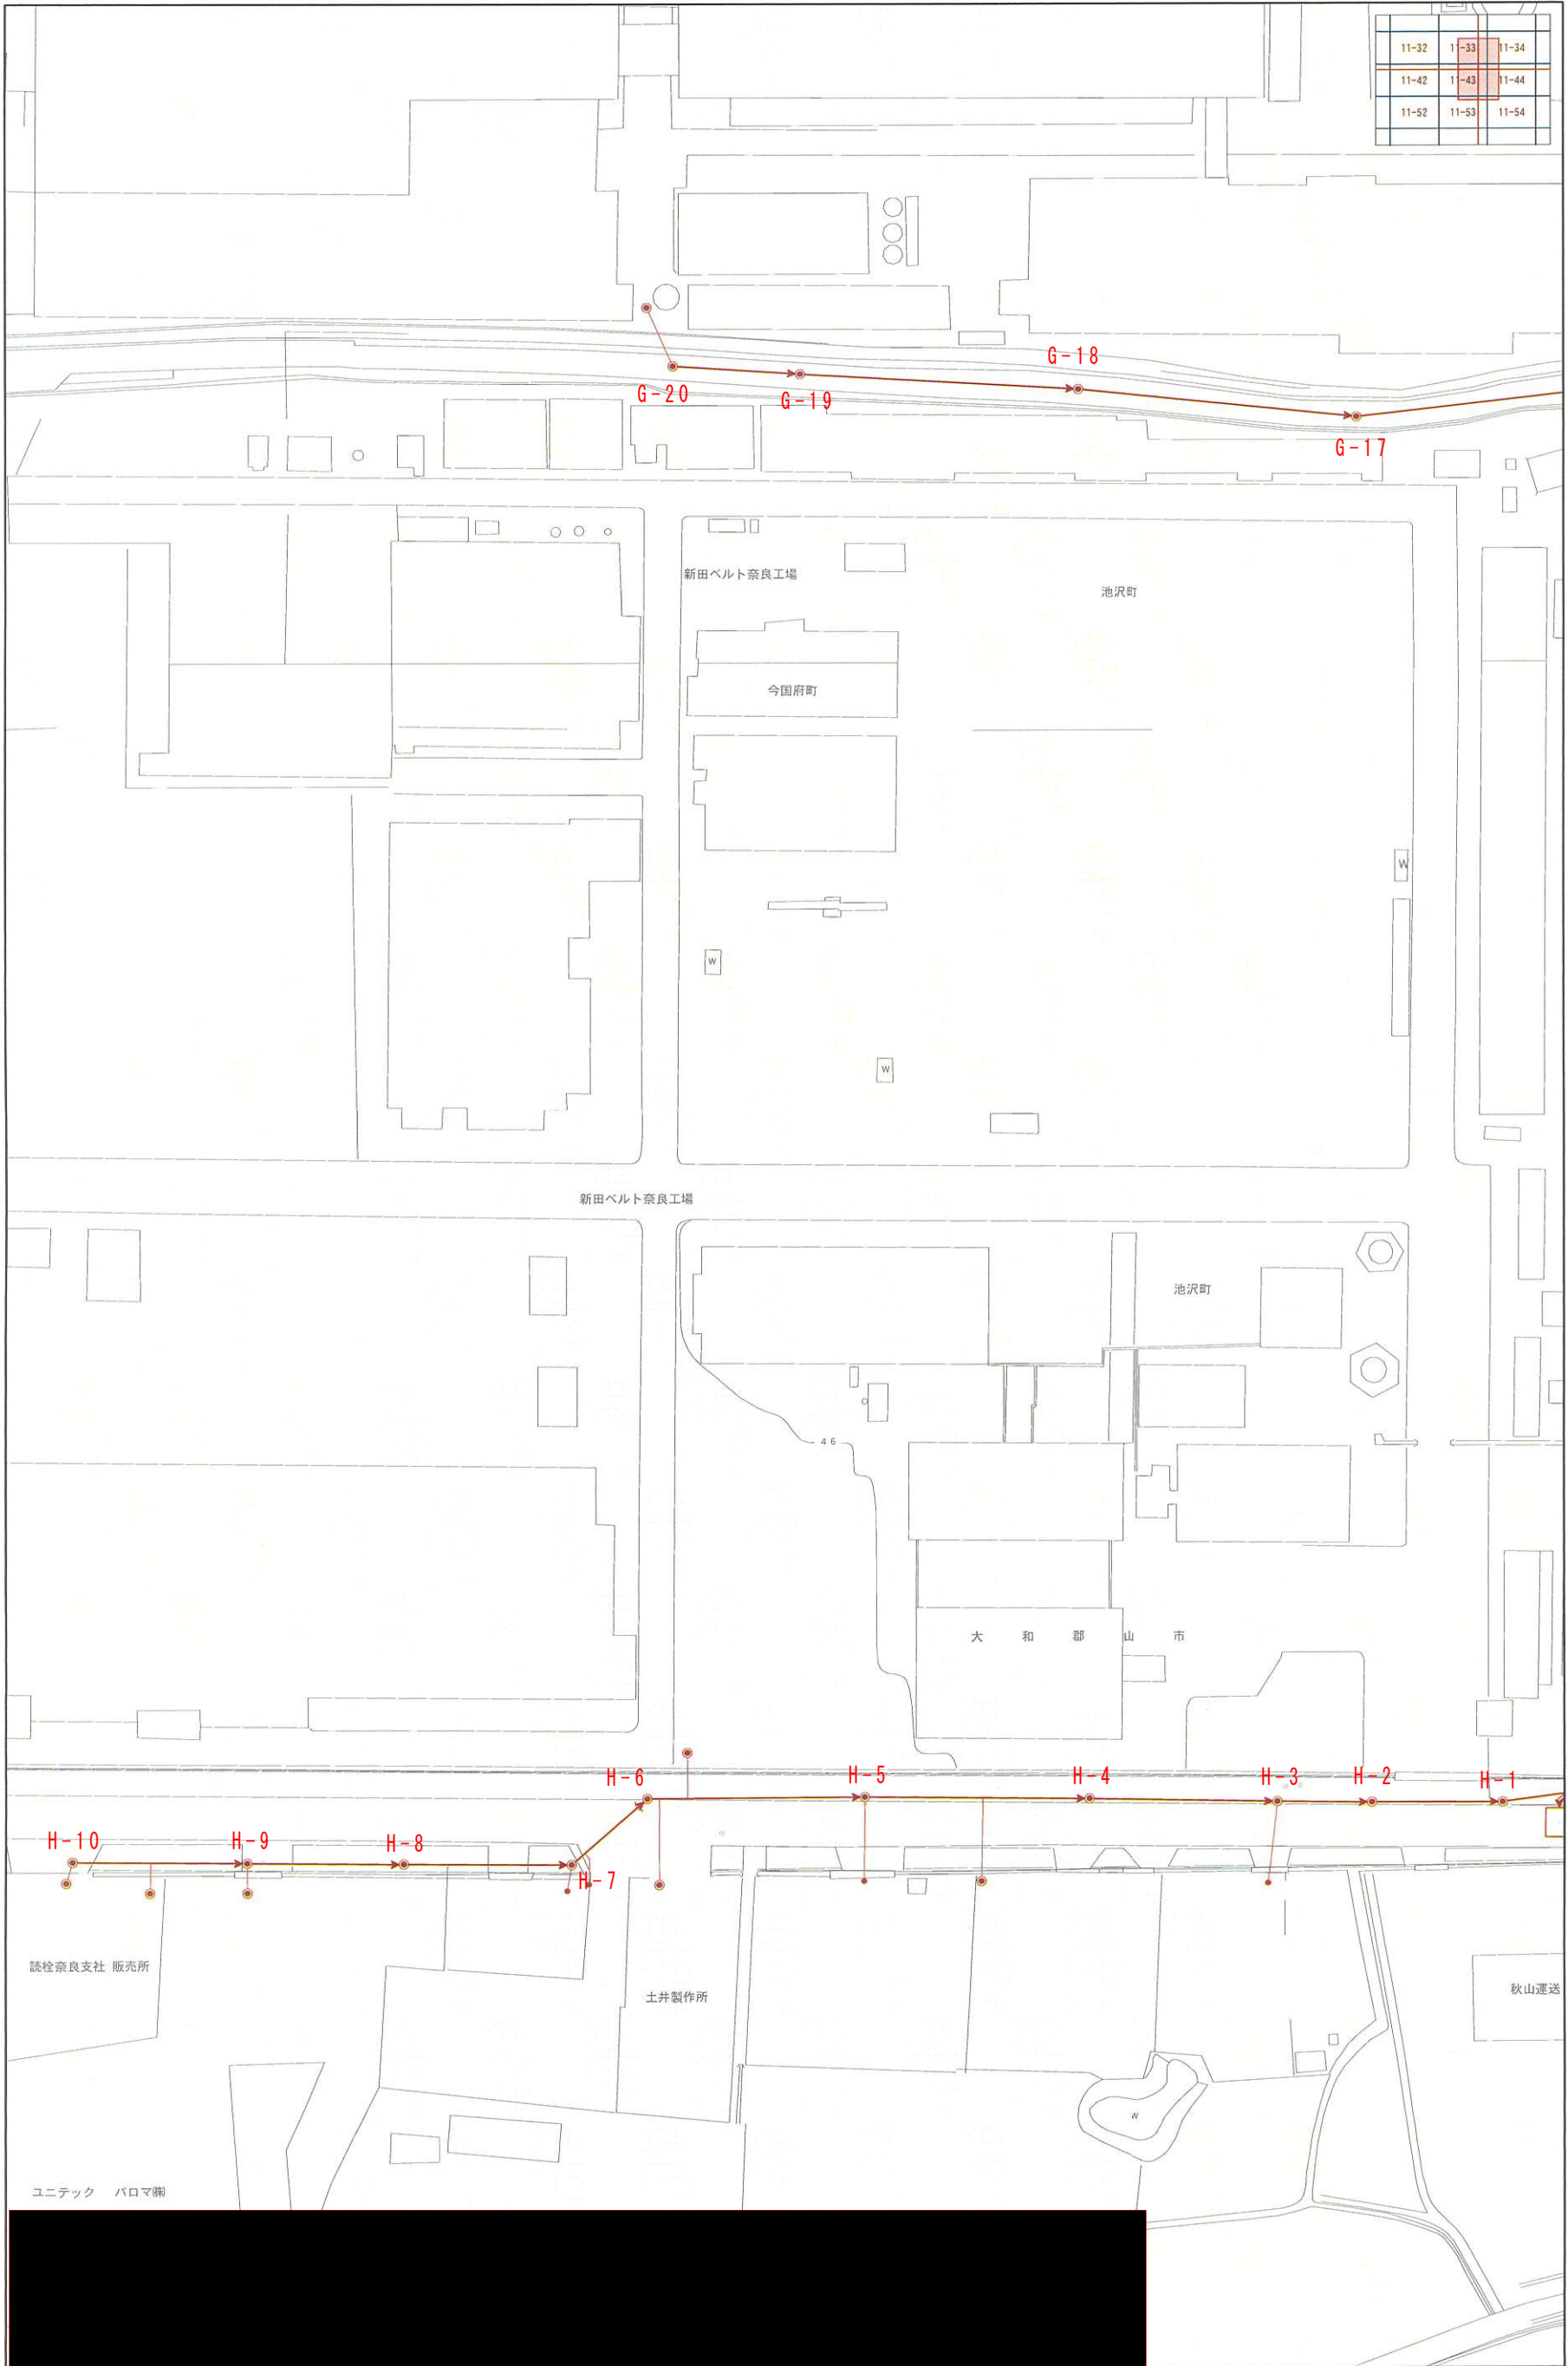 11-32 11-33 11-34
11-42 11-43 11-44
11-52 11-53 11-54
G-18
G-20
G-19
G-17
新田ベルト奈良工場
池沢町
今国府町
W
W
W
新田ベルト奈良工場
池沢町
46
大和郡山市
H-6
H-5
H-4
H-3
H-2
H-1
H-10
H-9
H-8
H-7
読栓奈良支社 販売所
土井製作所
秋山運送
W
ユニテック パロマ㈱